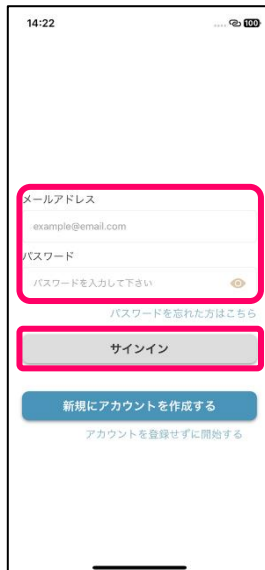 14:22
100
メールアドレス
example@email.com
パスワード
パスワードを入力して下さい
パスワードを忘れた方はこちら
サインイン
新規にアカウントを作成する
アカウントを登録せずに開始する